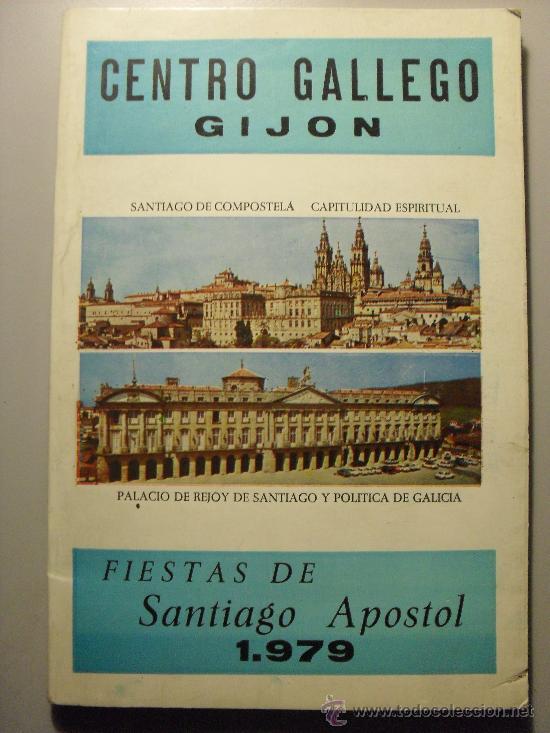 CENTRO GALLEGO
GIJON
SANTIAGO DE COMPOSTELA CAPITULIDAD ESPIRITUAL
PALACIO DE REJOY DE SANTIAGO Y POLITICA DE GALICIA
FIESTAS DE
Santiago Apostol
1.979
todocoleccion
www.todocoleccion.net